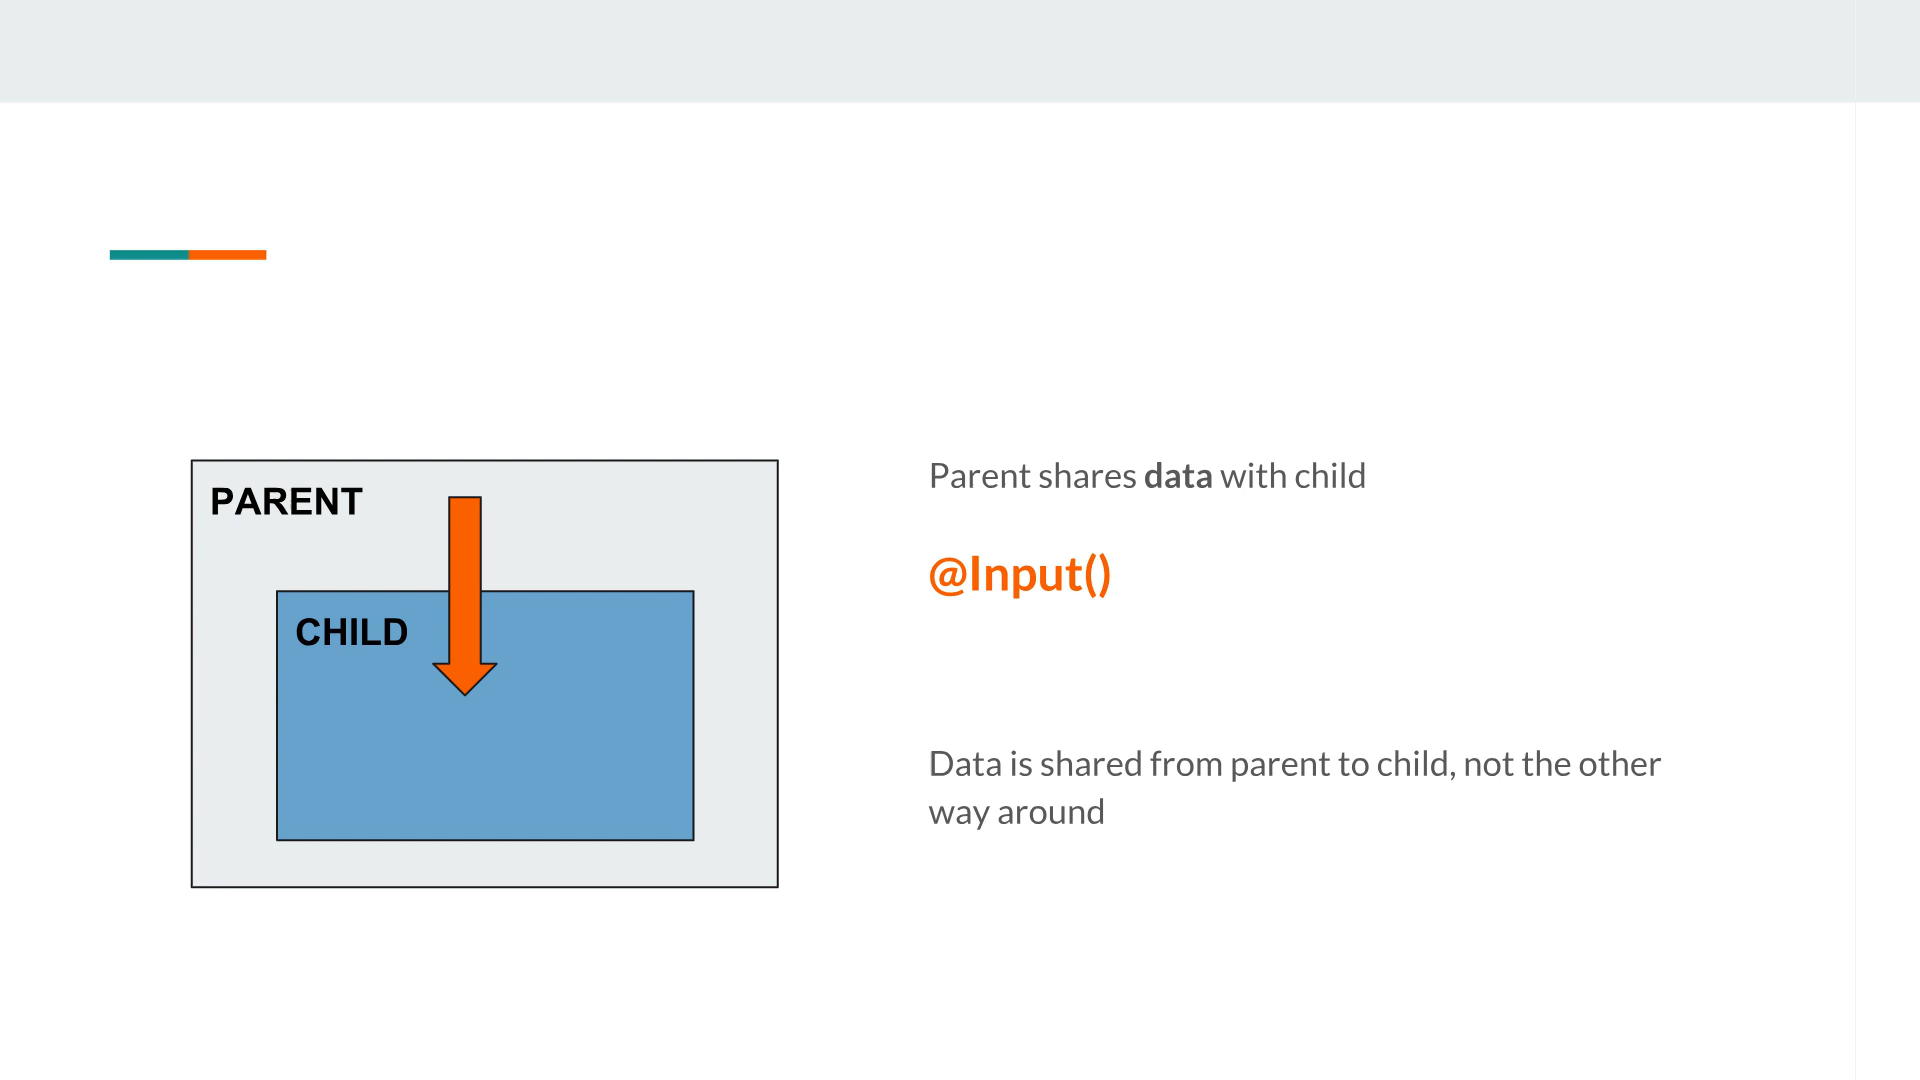 PARENT
CHILD
Parent shares data with child
@Input()
Data is shared from parent to child, not the other
way around